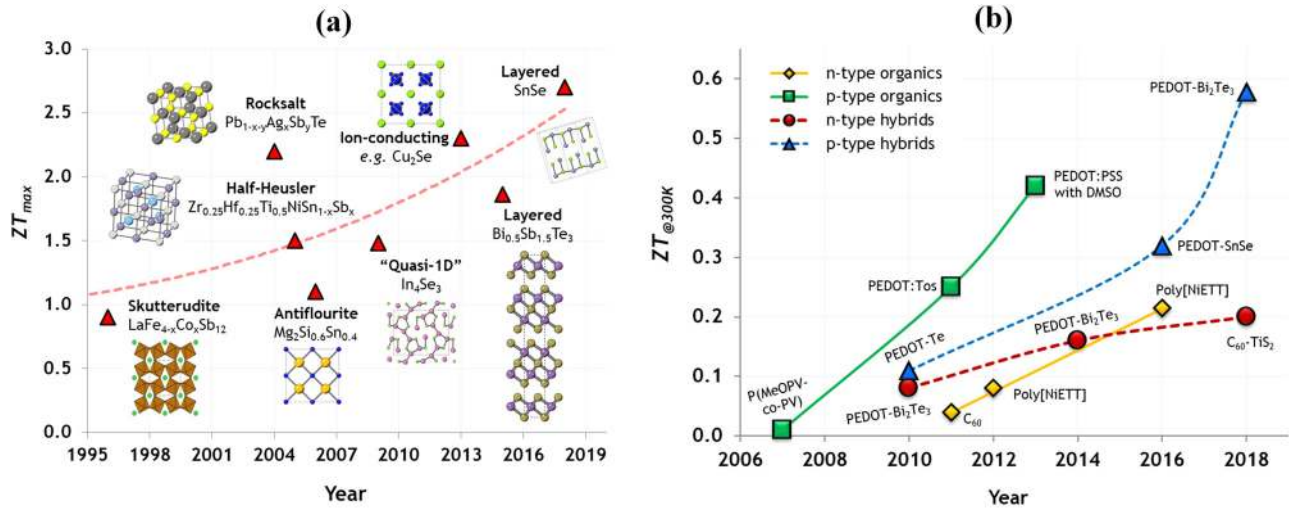 (a)
3.0
2.5
2.0
1.5
1.0
0.5
0.0
ZT_max
Rocksalt
Pb₁₋ₓ₋ᵧAgₓSbᵧTe
Ion-conducting
e.g. Cu₂Se
Layered
SnSe
Half-Heusler
Zr₀.₂₅Hf₀.₂₅Ti₀.₅NiSn₁₋ₓSbₓ
Layered
Bi₀.₅Sb₁.₅Te₃
"Quasi-1D"
In₄Se₃
Skutterudite
LaFe₄₋ₓCoₓSb₁₂
Antiflourite
Mg₂Si₀.₆Sn₀.₄
1995 1998 2001 2004 2007 2010 2013 2016 2019
Year
(b)
0.6
0.5
0.4
0.3
0.2
0.1
0.0
ZT_@300K
n-type organics
p-type organics
n-type hybrids
p-type hybrids
PEDOT-Bi₂Te₃
PEDOT:PSS
with DMSO
PEDOT-SnSe
PEDOT:Tos
Poly[NiETT]
PEDOT-Bi₂Te₃
PEDOT-Te
C₆₀-TiS₂
P(MeOPV-
co-PV)
PEDOT-Bi₂Te₃
C₆₀
Poly[NiETT]
2006 2008 2010 2012 2014 2016 2018
Year